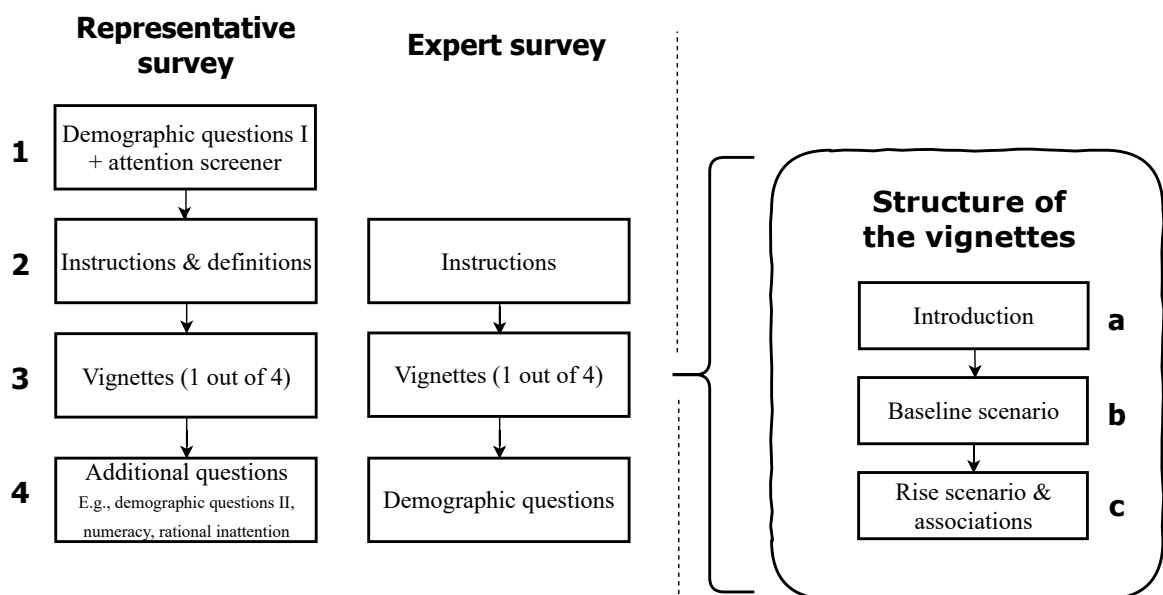 Representative
survey
Expert survey
1
Demographic questions I
+ attention screener
2
Instructions & definitions
Instructions
3
Vignettes (1 out of 4)
Vignettes (1 out of 4)
4
Additional questions
E.g., demographic questions II,
numeracy, rational inattention
Demographic questions
Structure of
the vignettes
Introduction
a
Baseline scenario
b
Rise scenario &
associations
c